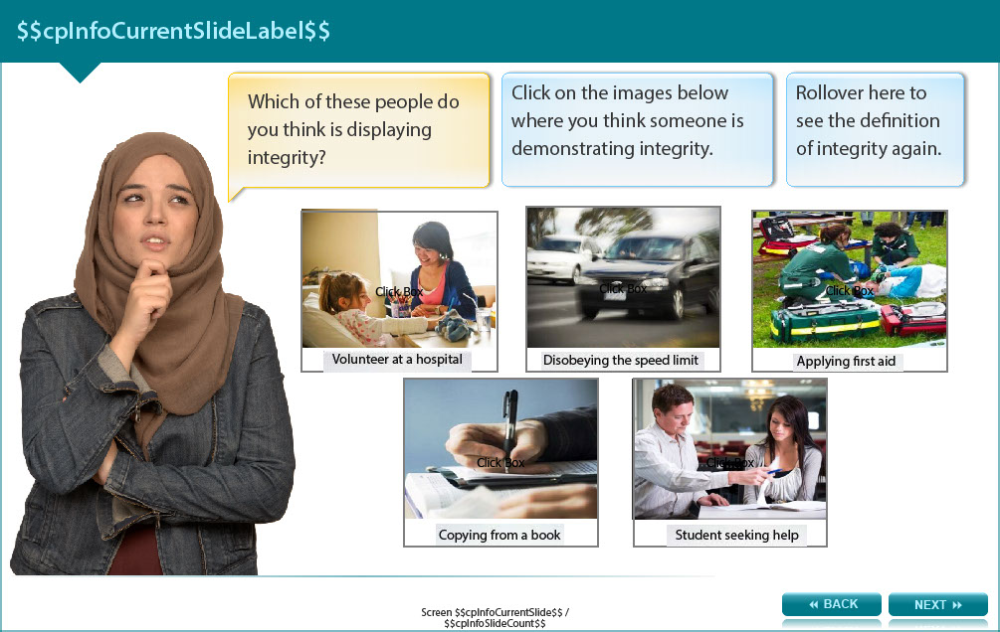 $$cpInfoCurrentSlideLabel$$
Which of these people do
you think is displaying
integrity?
Click on the images below
where you think someone is
demonstrating integrity.
Rollover here to
see the definition
of integrity again.
Click Box
Click Box
Click Box
Volunteer at a hospital
Disobeying the speed limit
Applying first aid
Click Box
Click Box
Copying from a book
Student seeking help
Screen $$cpInfoCurrentSlide$$ /
$$cpInfoSlideCount$$
BACK
NEXT